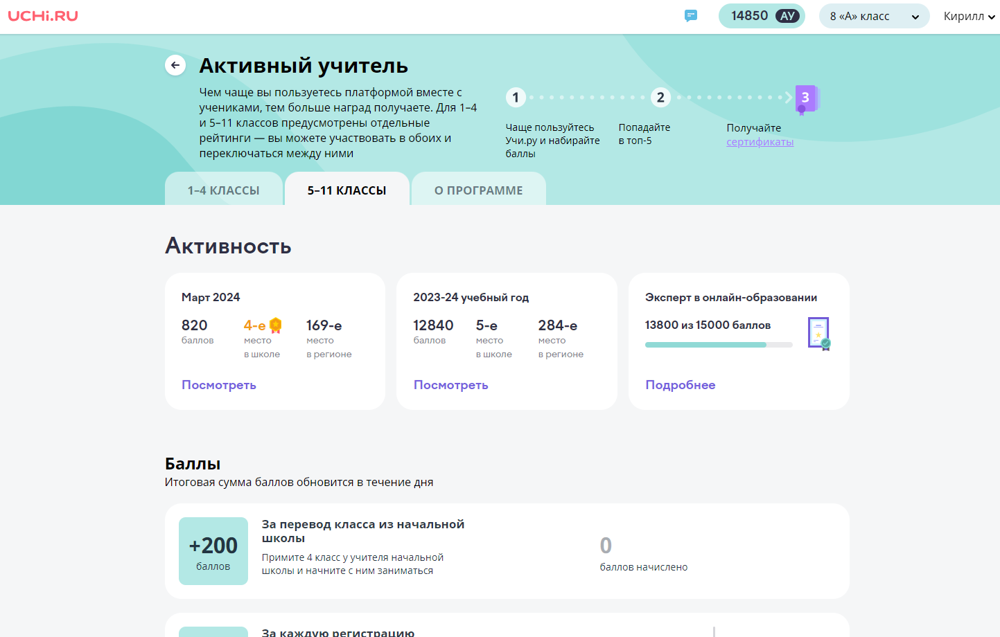 UCHi.RU
14850 АУ
8 «А» класс
Кирилл
Активный учитель
Чем чаще вы пользуетесь платформой вместе с
учениками, тем больше наград получаете. Для 1–4
и 5–11 классов предусмотрены отдельные
рейтинги — вы можете участвовать в обоих и
переключаться между ними
1
2
3
Чаще пользуйтесь
Учи.ру и набирайте
баллы
Попадайте
в топ-5
Получайте
сертификаты
1–4 КЛАССЫ
5–11 КЛАССЫ
О ПРОГРАММЕ
Активность
Март 2024
820
баллов
4-е
место
в школе
169-е
место
в регионе
Посмотреть
2023-24 учебный год
12840
баллов
5-е
место
в школе
284-е
место
в регионе
Посмотреть
Эксперт в онлайн-образовании
13800 из 15000 баллов
Подробнее
Баллы
Итоговая сумма баллов обновится в течение дня
+200
баллов
За перевод класса из начальной
школы
Примите 4 класс у учителя начальной
школы и начните с ним заниматься
0
баллов начислено
За каждую регистрацию